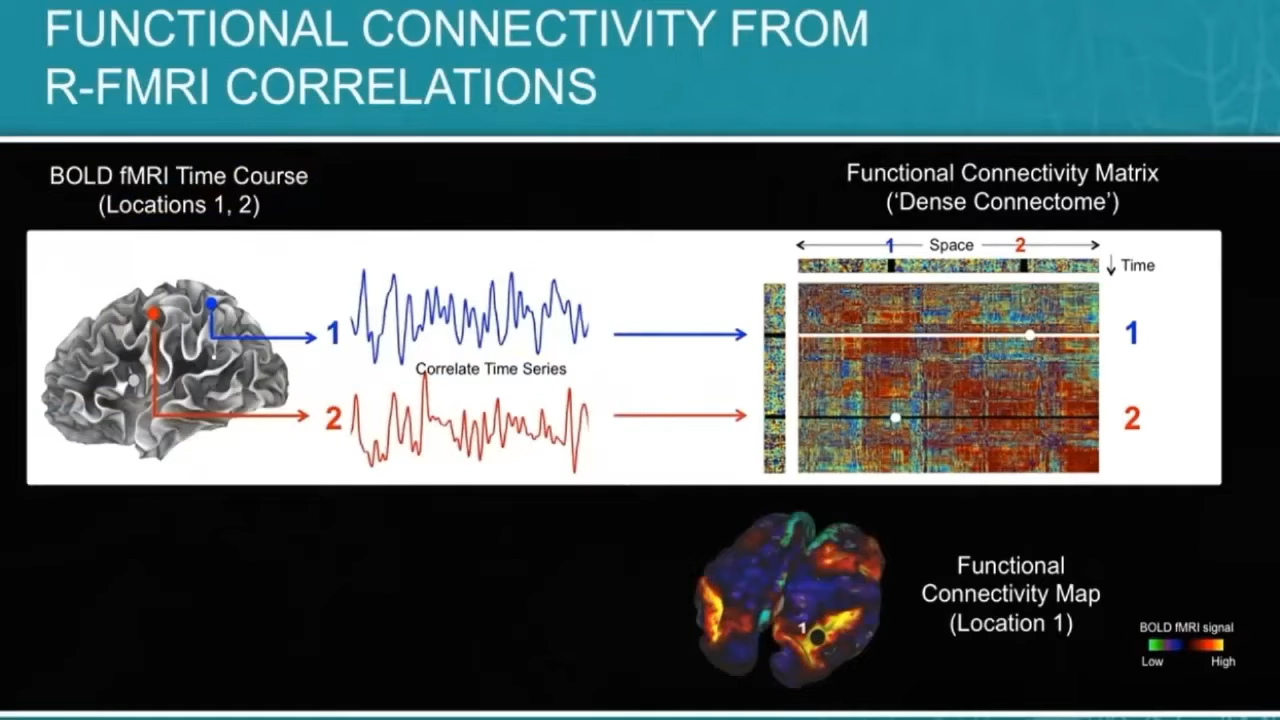 FUNCTIONAL CONNECTIVITY FROM
R-FMRI CORRELATIONS
BOLD fMRI Time Course
(Locations 1, 2)
Functional Connectivity Matrix
('Dense Connectome')
1 Space 2
Time
1
Correlate Time Series
2
1
2
1
Functional
Connectivity Map
(Location 1)
BOLD fMRI signal
Low High